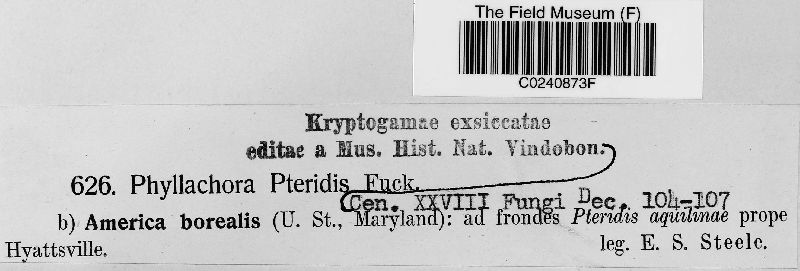 The Field Museum (F)
C0240873F
Kryptogamae exsiccatae
editae a Mus. Hist. Nat. Vindobon.
626. Phyllachora Pteridis Fuck.
Cen. XXVIII Fungi Dec. 104-107
b) America borealis (U. St., Maryland): ad frondes Pteridis aquilinae prope
Hyattsville. leg. E. S. Steele.